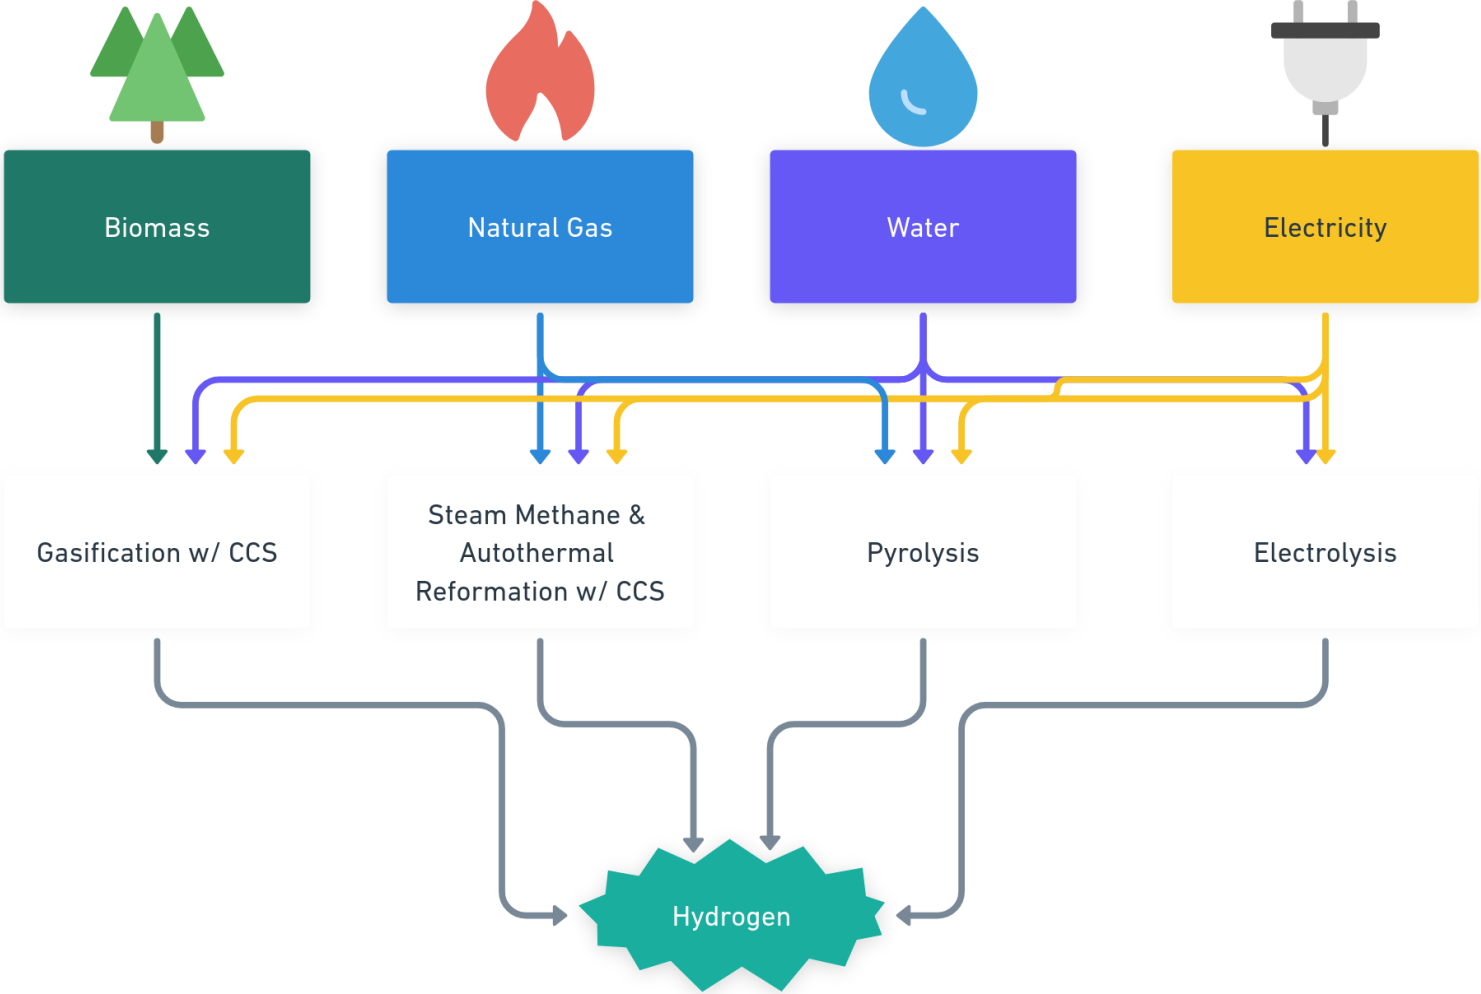 Biomass
Natural Gas
Water
Electricity
Gasification w/ CCS
Steam Methane &
Autothermal
Reformation w/ CCS
Pyrolysis
Electrolysis
Hydrogen